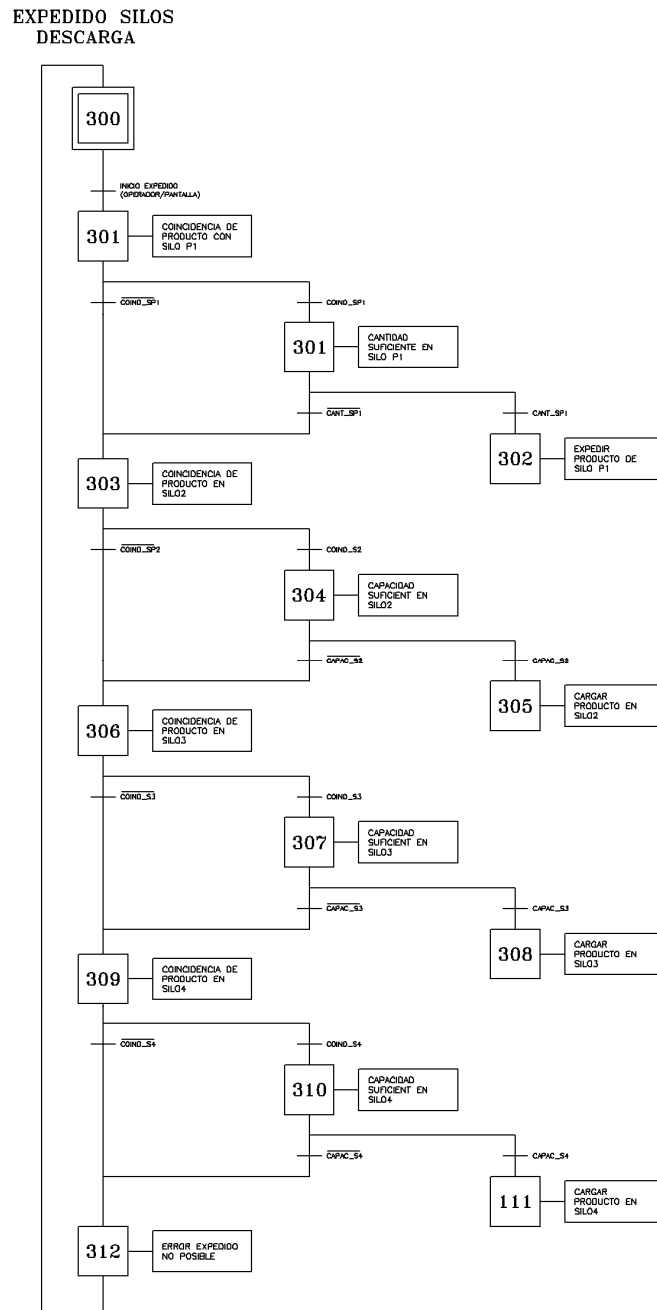 EXPEDIDO SILOS
DESCARGA
300
INICIO EXPEDIDO
(OPERADOR/PANTALLA)
301
COINCIDENCIA DE
PRODUCTO CON
SILO P1
COIND_SP1
COIND_SP1
301
CANTIDAD
SUFICIENTE EN
SILO P1
CANT_SP1
CANT_SP1
302
EXPEDIR
PRODUCTO DE
SILO P1
303
COINCIDENCIA DE
PRODUCTO EN
SILO2
COIND_SP2
COIND_S2
304
CAPACIDAD
SUFICIENT EN
SILO2
CAPAC_S2
CAPAC_S2
305
CARGAR
PRODUCTO EN
SILO2
306
COINCIDENCIA DE
PRODUCTO EN
SILO3
COIND_S3
COIND_S3
307
CAPACIDAD
SUFICIENT EN
SILO3
CAPAC_S3
CAPAC_S3
308
CARGAR
PRODUCTO EN
SILO3
309
COINCIDENCIA DE
PRODUCTO EN
SILO4
COIND_S4
COIND_S4
310
CAPACIDAD
SUFICIENT EN
SILO4
CAPAC_S4
CAPAC_S4
111
CARGAR
PRODUCTO EN
SILO4
312
ERROR EXPEDIDO
NO POSIBLE